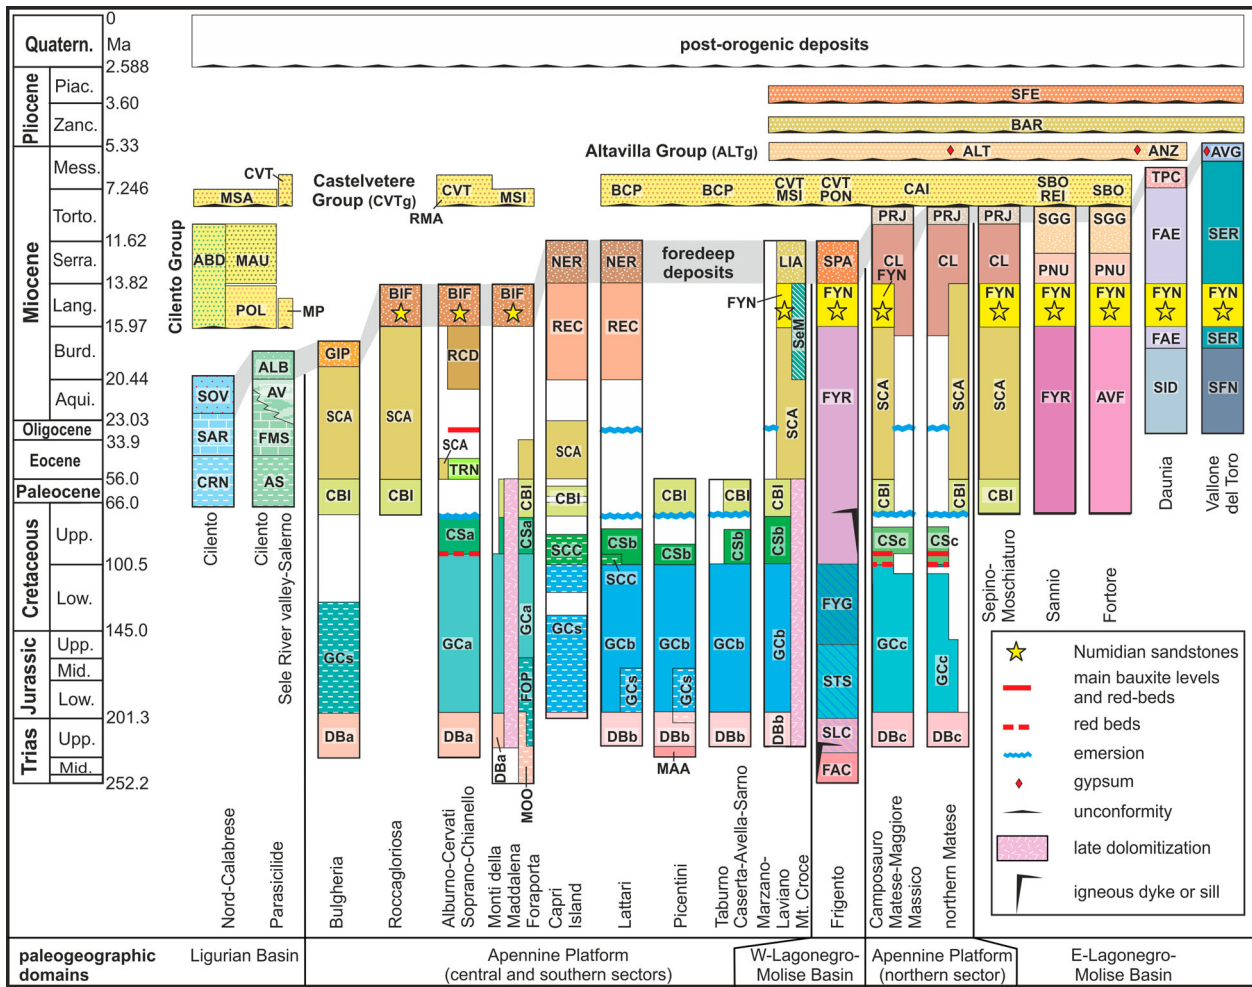 0
Ma
Quatern.
post-orogenic deposits
2.588
Pliocene
Piac.
SFE
3.60
Zanc.
BAR
5.33
Miocene
Mess.
Altavilla Group (ALTg)
ALT
ANZ
AVG
7.246
CVT
MSA
Castelvetere
Group (CVTg)
CVT
RMA
MSI
BCP
BCP
CVT
MSI
CVT
PON
CAI
SBO
REI
SBO
TPC
Torto.
PRJ
PRJ
PRJ
SGG
SGG
FAE
SER
11.62
Cilento Group
ABD
MAU
Serra.
NER
NER
foredeep
deposits
LIA
SPA
CL
CL
CL
PNU
PNU
13.82
FYN
Lang.
POL
MP
BIF
BIF
BIF
FYN
SeM
FYN
FYN
FYN
FYN
FYN
FYN
15.97
REC
REC
Burd.
GIP
RCD
ALB
FAE
SER
20.44
Aqui.
SOV
AV
SCA
SCA
SCA
FYR
SCA
SCA
SCA
FYR
AVF
SID
SFN
23.03
Oligocene
SAR
FMS
SCA
33.9
SCA
Eocene
CRN
AS
TRN
56.0
Paleocene
CBI
CBI
CBI
CBI
CBI
CBI
CBI
CBI
CBI
CBI
66.0
Cretaceous
Upp.
CSa
CSa
SCC
CSb
CSb
CSb
CSb
CSc
CSc
100.5
SCC
Low.
GCs
GCa
GCa
GCs
GCb
GCb
GCb
GCb
FYG
GCc
GCc
145.0
Jurassic
Upp.
Mid.
Low.
FOP
GCs
GCs
STS
201.3
Trias
Upp.
DBa
DBa
DBa
DBb
DBb
DBb
DBb
SLC
DBc
DBc
Mid.
MOO
MAA
FAC
252.2
Cilento
Nord-Calabrese
Cilento
Sele River valley-Salerno
Parasicilide
Bulgheria
Roccagloriosa
Alburno-Cervati
Soprano-Chianello
Monti della
Maddalena
Foraporta
Capri
Island
Lattari
Picentini
Taburno
Caserta-Avella-Sarno
Marzano-
Laviano
Mt. Croce
Frigento
Camposauro
Matese-Maggiore
Massico
northern Matese
Sepino-
Moschiaturo
Sannio
Fortore
Daunia
Vallone
del Toro
Numidian sandstones
main bauxite levels
and red-beds
red beds
emersion
gypsum
unconformity
late dolomitization
igneous dyke or sill
paleogeographic
domains
Ligurian Basin
Apennine Platform
(central and southern sectors)
W-Lagonegro-
Molise Basin
Apennine Platform
(northern sector)
E-Lagonegro-
Molise Basin